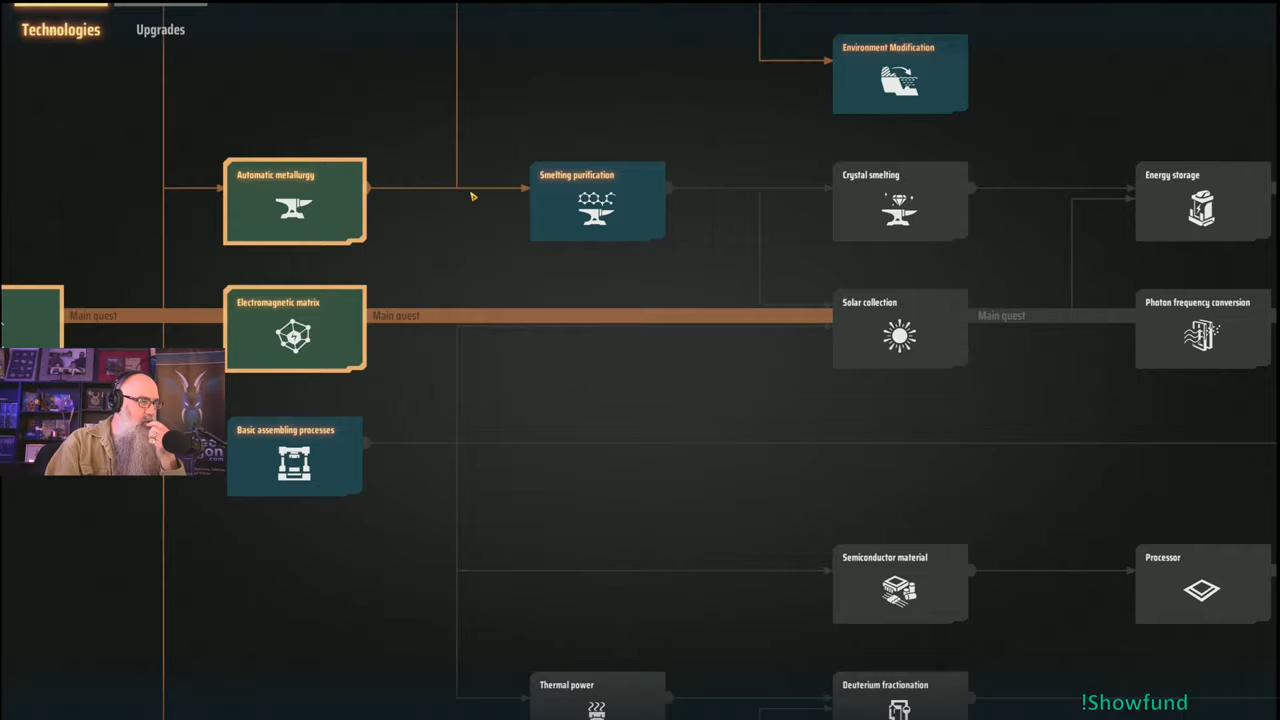 Technologies
Upgrades
Environment Modification
Automatic metallurgy
Smelting purification
Crystal smelting
Energy storage
Main quest
Electromagnetic matrix
Main quest
Solar collection
Main quest
Photon frequency conversion
Basic assembling processes
Semiconductor material
Processor
Thermal power
Deuterium fractionation
!Showfund